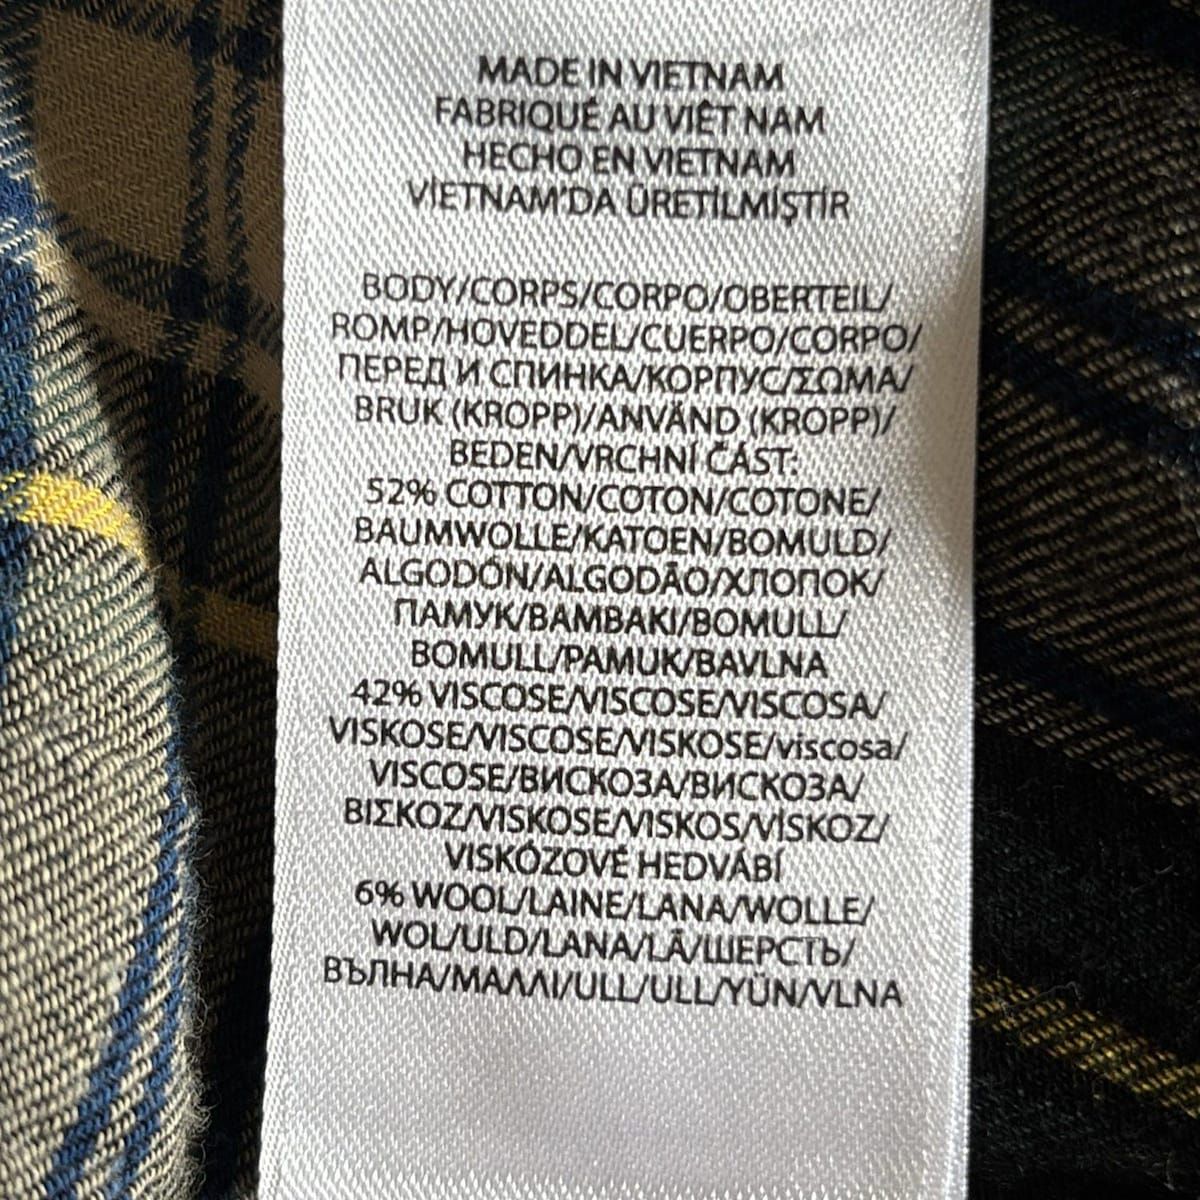 MADE IN VIETNAM
FABRIQUÉ AU VIÊT NAM
HECHO EN VIETNAM
VİETNAM'DA ÜRETİLMİŞTİR
BODY/CORPS/CORPO/OBERTEIL/
ROMP/HOVEDDEL/CUERPO/CORPO/
ПЕРЕД И СПИНКА/КОРПУС/ΣΩΜΑ/
BRUK (KROPP)/ANVÄND (KROPP)/
BEDEN/VRCHNÍ ČÁST:
52% COTTON/COTON/COTONE/
BAUMWOLLE/KATOEN/BOMULD/
ALGODÓN/ALGODÃO/ХЛОПОК/
ПАМУК/BAMBAKI/BOMULL/
BOMULL/PAMUK/BAVLNA
42% VISCOSE/VISCOSE/VISCOSA/
VISKOSE/VISCOSE/VISKOSE/viscosa/
VISCOSE/ВИСКОЗА/ВИСКОЗА/
ΒΙΣΚΟΖ/VISKOSE/VISKOS/VİSKOZ/
VISKÓZOVÉ HEDVÁBÍ
6% WOOL/LAINE/LANA/WOLLE/
WOL/ULD/LANA/LÃ/ШЕРСТЬ/
ВЪЛНА/ΜΑΛΛΙ/ULL/ULL/YÜN/VLNA